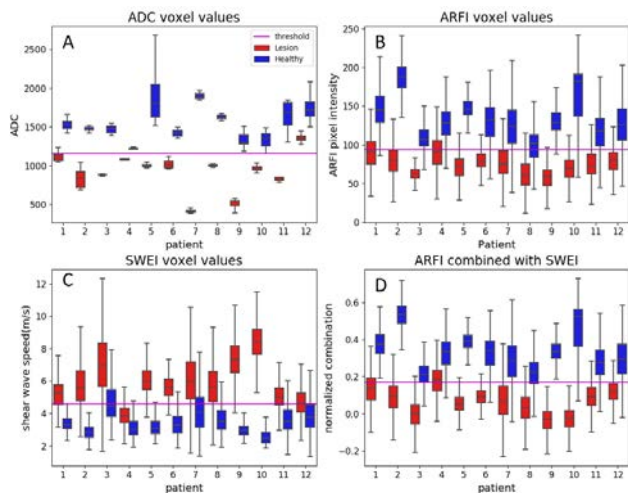 ADC voxel values
A
threshold
Lesion
Healthy
2500
2000
1500
1000
500
ADC
1 2 3 4 5 6 7 8 9 10 11 12
patient
ARFI voxel values
B
250
200
150
100
50
0
ARFI pixel intensity
1 2 3 4 5 6 7 8 9 10 11 12
Patient
SWEI voxel values
C
12
10
8
6
4
2
shear wave speed(m/s)
1 2 3 4 5 6 7 8 9 10 11 12
patient
ARFI combined with SWEI
D
0.6
0.4
0.2
0.0
−0.2
normalized combination
1 2 3 4 5 6 7 8 9 10 11 12
patient